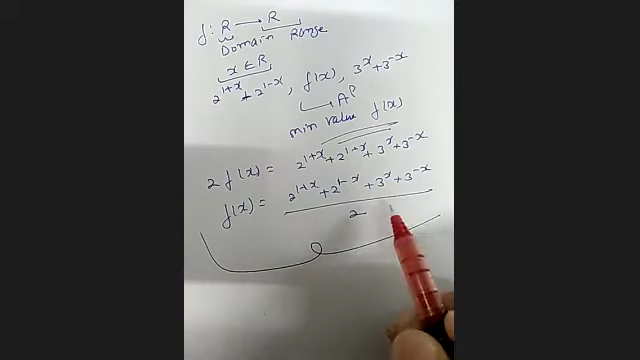 f: R → R
Domain Range
x ∈ R
2^{1+x} + 2^{1-x}, f(x), 3^x + 3^{-x}
AP
min value f(x)
2 f(x) = 2^{1+x} + 2^{1+x} + 3^x + 3^{-x}
f(x) = 2^{1+x} + 2^{1-x} + 3^x + 3^{-x}
2